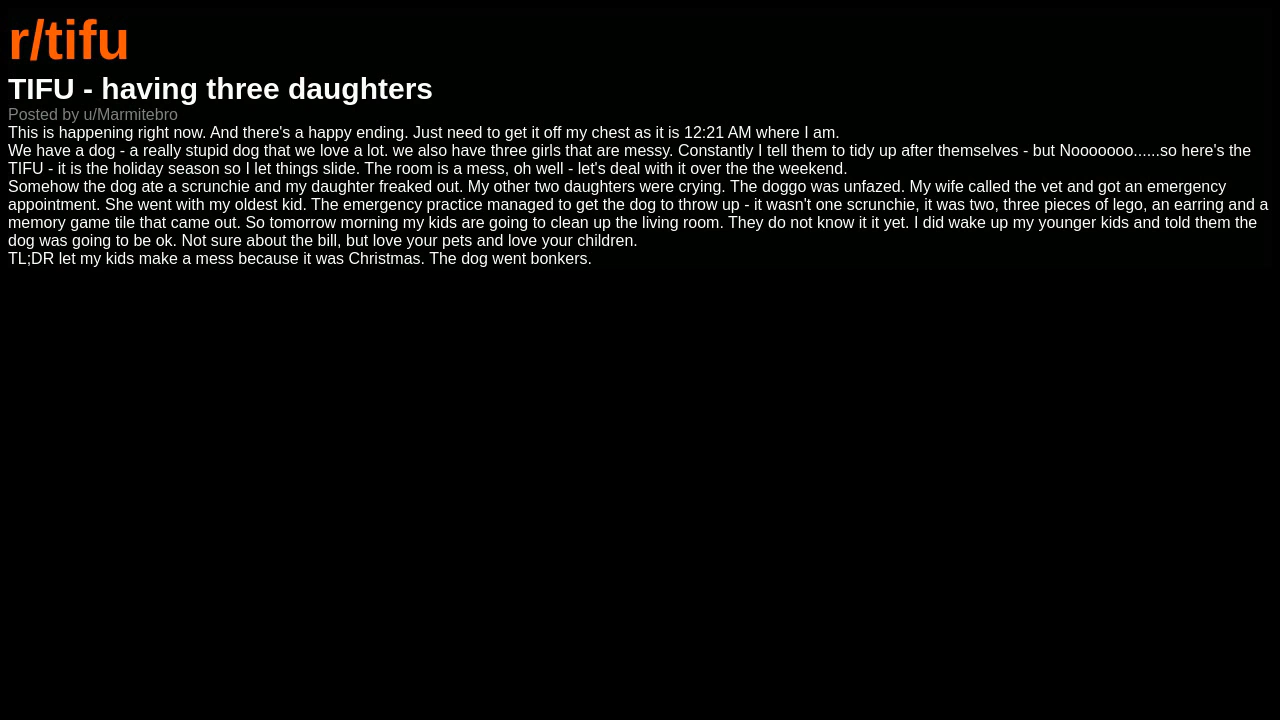 r/tifu
TIFU - having three daughters
Posted by u/Marmitebro
This is happening right now. And there's a happy ending. Just need to get it off my chest as it is 12:21 AM where I am.
We have a dog - a really stupid dog that we love a lot. we also have three girls that are messy. Constantly I tell them to tidy up after themselves - but Nooooooo......so here's the
TIFU - it is the holiday season so I let things slide. The room is a mess, oh well - let's deal with it over the the weekend.
Somehow the dog ate a scrunchie and my daughter freaked out. My other two daughters were crying. The doggo was unfazed. My wife called the vet and got an emergency
appointment. She went with my oldest kid. The emergency practice managed to get the dog to throw up - it wasn't one scrunchie, it was two, three pieces of lego, an earring and a
memory game tile that came out. So tomorrow morning my kids are going to clean up the living room. They do not know it it yet. I did wake up my younger kids and told them the
dog was going to be ok. Not sure about the bill, but love your pets and love your children.
TL;DR let my kids make a mess because it was Christmas. The dog went bonkers.